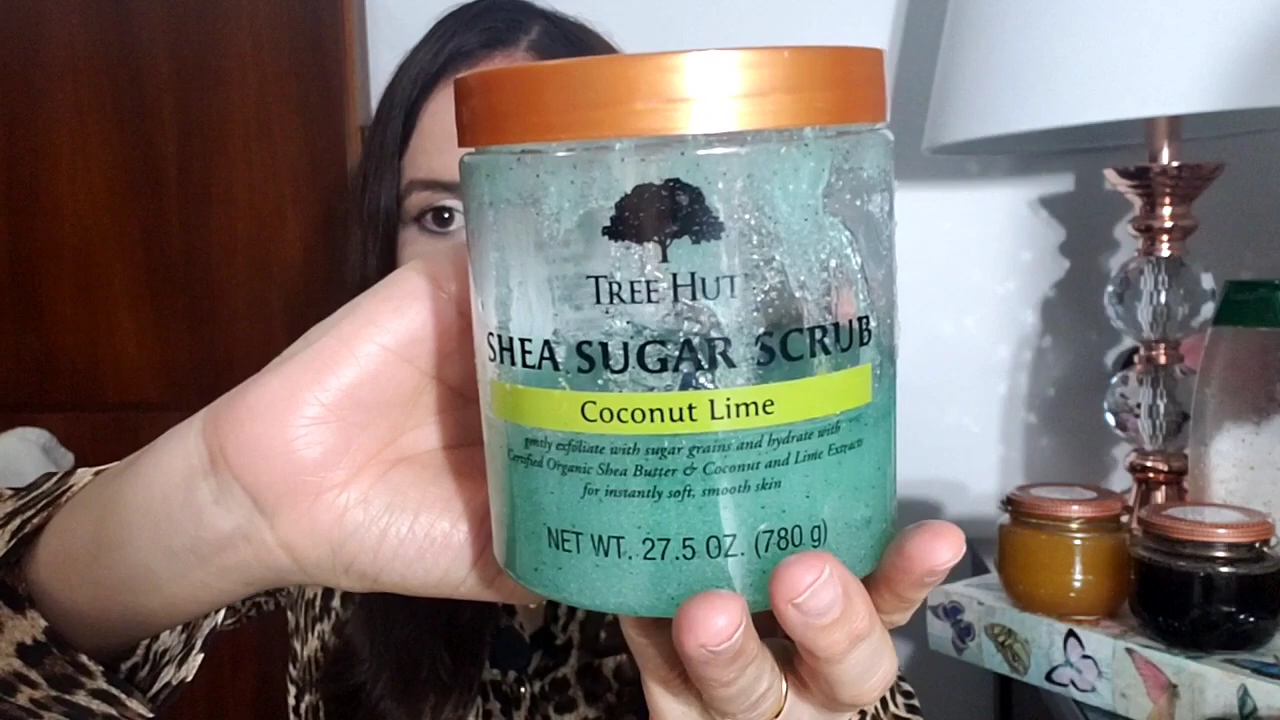 TREE HUT
SHEA SUGAR SCRUB
Coconut Lime
gently exfoliate with sugar grains and hydrate with
Certified Organic Shea Butter & Coconut and Lime Extracts
for instantly soft, smooth skin
NET WT. 27.5 OZ. (780 g)